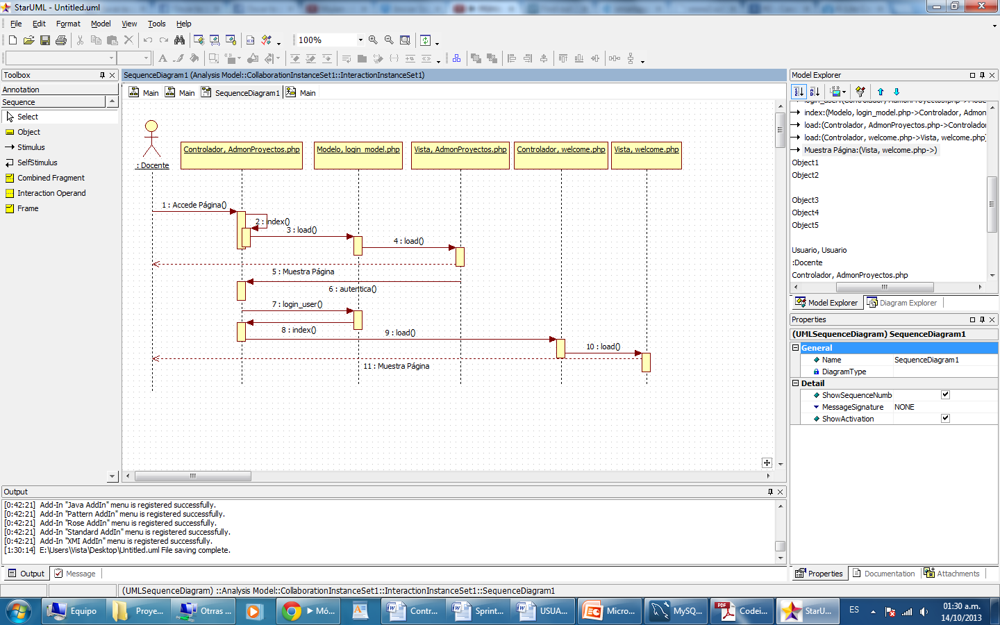 StarUML - Untitled.uml
File Edit Format Model View Tools Help
100%
Toolbox
Annotation
Sequence
Select
Object
Stimulus
SelfStimulus
Combined Fragment
Interaction Operand
Frame
SequenceDiagram1 (Analysis Model::CollaborationInstanceSet1::InteractionInstanceSet1)
Main Main SequenceDiagram1 Main
: Docente
Controlador, AdmonProyectos.php
Modelo, login_model.php
Vista, AdmonProyectos.php
Controlador, welcome.php
Vista, welcome.php
1 : Accede Página()
2 : index()
3 : load()
4 : load()
5 : Muestra Página
6 : autentica()
7 : login_user()
8 : index()
9 : load()
10 : load()
11 : Muestra Página
Model Explorer
index:(Modelo, login_model.php->Controlador, Admon
load:(Controlador, AdmonProyectos.php->Controlador
load:(Controlador, welcome.php->Vista, welcome.php)
Muestra Página:(Vista, welcome.php->)
Object1
Object2
Object3
Object4
Object5
Usuario, Usuario
:Docente
Controlador, AdmonProyectos.php
Model Explorer Diagram Explorer
Properties
(UMLSequenceDiagram) SequenceDiagram1
General
Name SequenceDiagram1
DiagramType
Detail
ShowSequenceNumb
MessageSignature NONE
ShowActivation
Properties Documentation Attachments
Output
[0:42:21] Add-In "Java AddIn" menu is registered successfully.
[0:42:21] Add-In "Pattern AddIn" menu is registered successfully.
[0:42:21] Add-In "Rose AddIn" menu is registered successfully.
[0:42:21] Add-In "Standard AddIn" menu is registered successfully.
[0:42:21] Add-In "XMI AddIn" menu is registered successfully.
[1:30:14] E:\Users\Vista\Desktop\Untitled.uml File saving complete.
Output Message
(UMLSequenceDiagram) ::Analysis Model::CollaborationInstanceSet1::InteractionInstanceSet1::SequenceDiagram1
Equipo Proye... Otrras ... Mó... Contr... Sprint... USUA... Micro... MySQ... Codei... StarU... ES
01:30 a.m.
14/10/2013